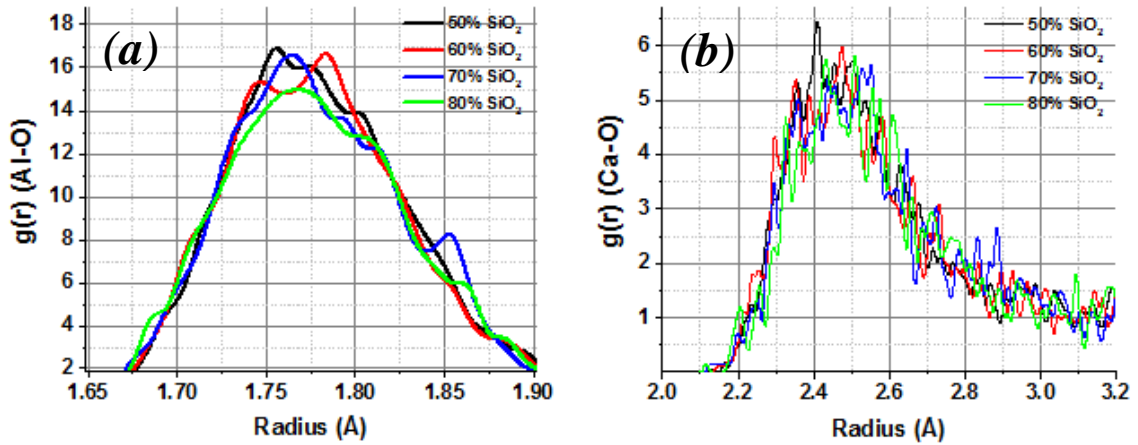 (a)
g(r) (Al-O)
18
16
14
12
10
8
6
4
2
1.65 1.70 1.75 1.80 1.85 1.90
Radius (Å)
50% SiO₂
60% SiO₂
70% SiO₂
80% SiO₂
(b)
g(r) (Ca-O)
6
5
4
3
2
1
2.0 2.2 2.4 2.6 2.8 3.0 3.2
Radius (Å)
50% SiO₂
60% SiO₂
70% SiO₂
80% SiO₂